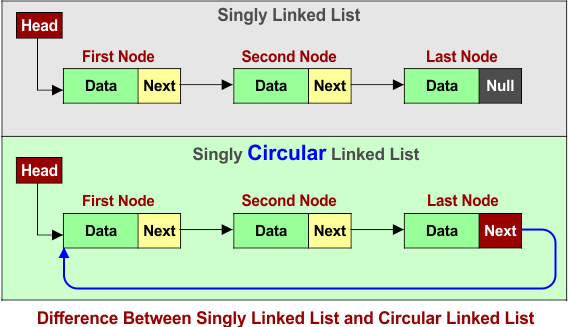 Singly Linked List
Head
First Node Second Node Last Node
Data Next Data Next Data Null
Singly Circular Linked List
Head
First Node Second Node Last Node
Data Next Data Next Data Next
Difference Between Singly Linked List and Circular Linked List